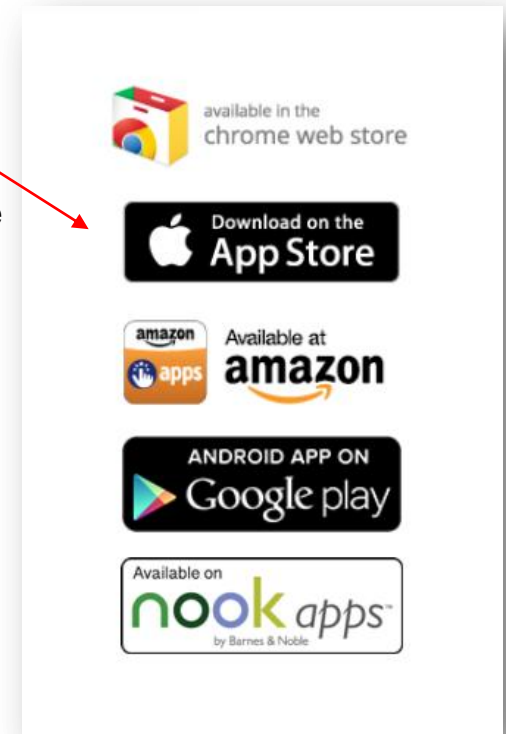 available in the
chrome web store
e
Download on the
App Store
amazon
apps
Available at
amazon
ANDROID APP ON
Google play
Available on
nook apps™
by Barnes & Noble